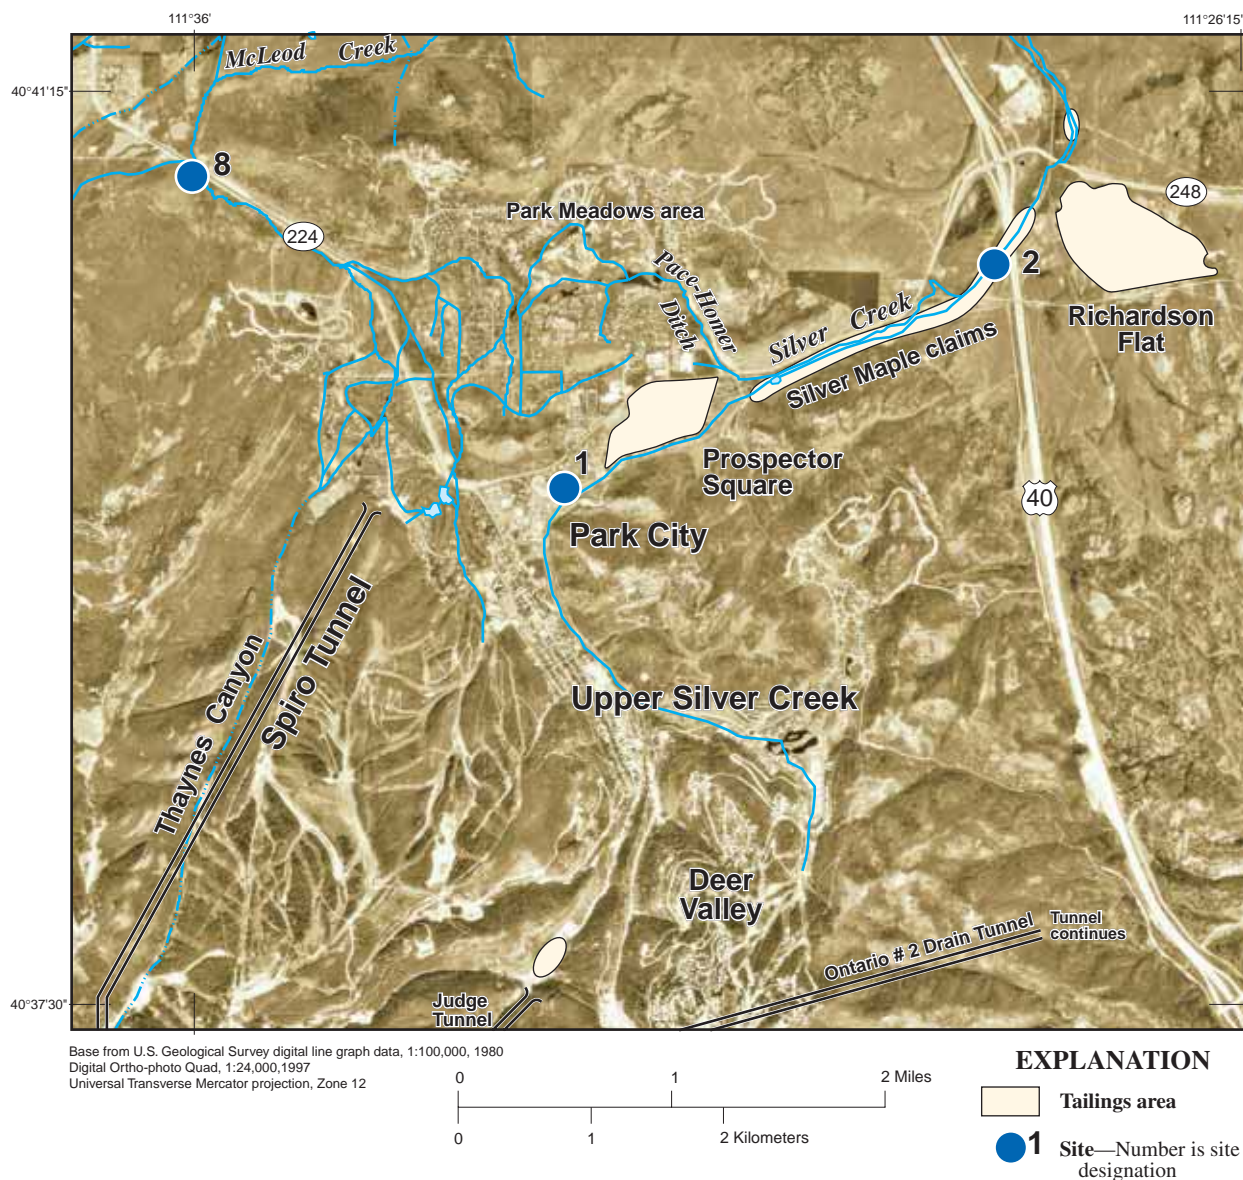 111°36'
111°26'15"
McLeod Creek
40°41'15"
8
248
Park Meadows area
224
2
Pace-Homer
Ditch
Silver Creek
Richardson
Flat
Silver Maple claims
1
Prospector
Square
40
Park City
Thaynes Canyon
Spiro Tunnel
Upper Silver Creek
Deer
Valley
Ontario # 2 Drain Tunnel
Tunnel
continues
Judge
Tunnel
40°37'30"
Base from U.S. Geological Survey digital line graph data, 1:100,000, 1980
Digital Ortho-photo Quad, 1:24,000,1997
Universal Transverse Mercator projection, Zone 12
0 1 2 Miles
0 1 2 Kilometers
EXPLANATION
Tailings area
1 Site—Number is site
designation